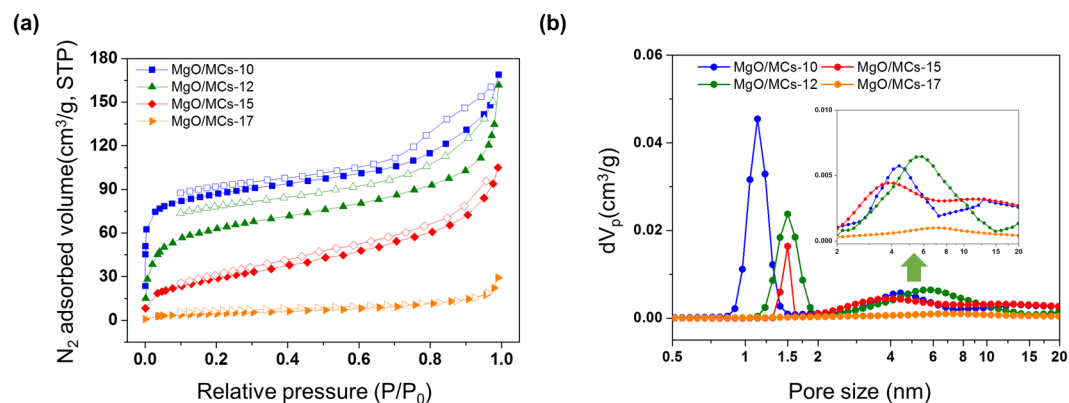 (a)
N2 adsorbed volume(cm3/g, STP)
180
150
120
90
60
30
0
MgO/MCs-10
MgO/MCs-12
MgO/MCs-15
MgO/MCs-17
0.0 0.2 0.4 0.6 0.8 1.0
Relative pressure (P/P0)
(b)
dVp(cm3/g)
0.06
0.04
0.02
0.00
MgO/MCs-10 MgO/MCs-15
MgO/MCs-12 MgO/MCs-17
0.010
0.005
0.000
2 4 6 8 10 15 20
0.5 1 1.5 2 4 6 10 15 20
Pore size (nm)